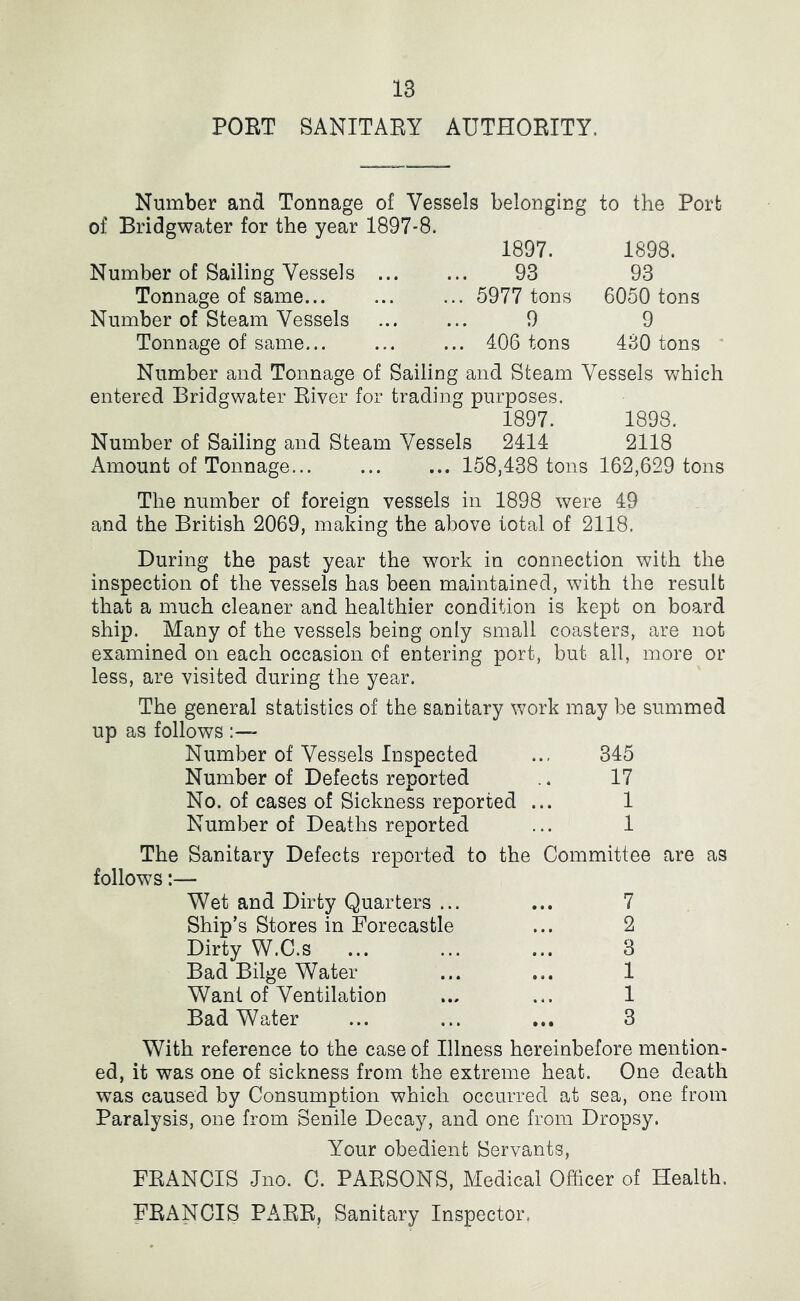 13
PORT SANITARY AUTHORITY.
Number and Tonnage of Vessels belonging to the Port
of Bridgwater for the year 1897-8.
1897. 1898.
Number of Sailing Vessels ... ... 93 93
Tonnage of same... ... ... 5977 tons 6050 tons
Number of Steam Vessels ... ... 9 9
Tonnage of same... ... ... 406 tons 430 tons
Number and Tonnage of Sailing and Steam Vessels which
entered Bridgwater River for trading purposes.
1897. 1898.
Number of Sailing and Steam Vessels 2414 2118
Amount of Tonnage... ... ... 158,438 tons 162,629 tons
The number of foreign vessels in 1898 were 49
and the British 2069, making the above total of 2118.
During the past year the work in connection with the
inspection of the vessels has been maintained, with the result
that a much cleaner and healthier condition is kept on board
ship. Many of the vessels being only small coasters, are not
examined on each occasion of entering port, but all, more or
less, are visited during the year.
The general statistics of the sanitary work may be summed
up as follows :—
Number of Vessels Inspected ... 345
Number of Defects reported .. 17
No. of cases of Sickness reported ... 1
Number of Deaths reported ... 1
The Sanitary Defects reported to the Committee are as
follows :—
Wet and Dirty Quarters ... ... 7
Ship's Stores in Forecastle ... 2
Dirty W.C.s ... ... ... 3
Bad Bilge Water ... ... 1
Want of Ventilation ... ... 1
Bad Water ... ... ... 3
With reference to the case of Illness hereinbefore mention-
ed, it was one of sickness from the extreme heat. One death
was caused by Consumption which occurred at sea, one from
Paralysis, one from Senile Decay, and one from Dropsy.
Your obedient Servants,
FRANCIS Jno. C. PARSONS, Medical Officer of Health.
FRANCIS PARR, Sanitary Inspector.